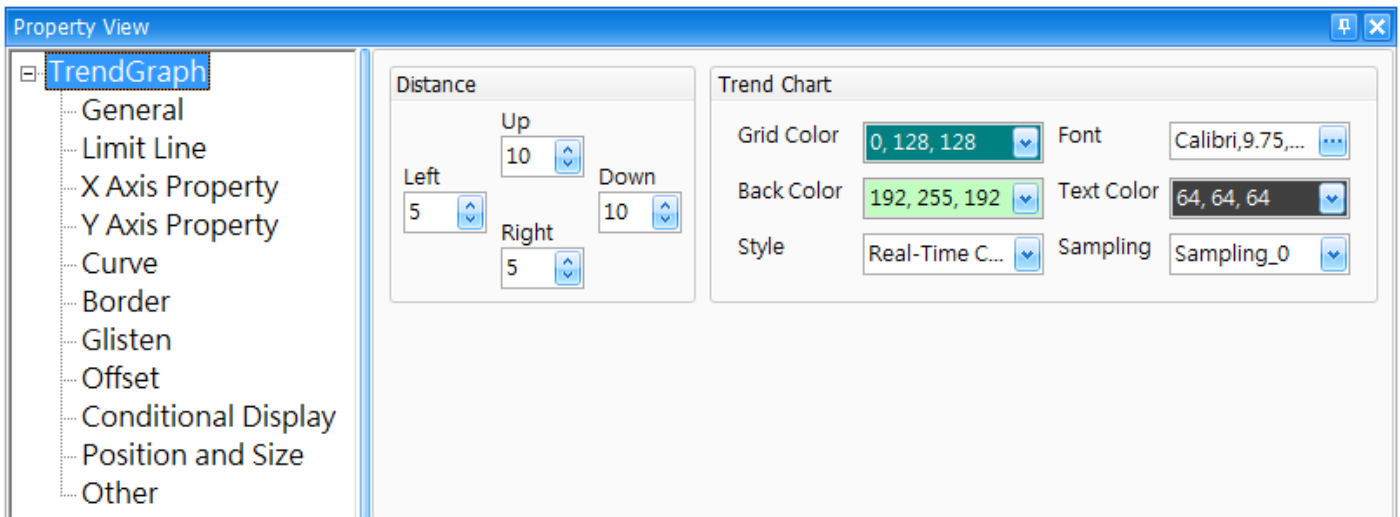 Property View
TrendGraph
General
Limit Line
X Axis Property
Y Axis Property
Curve
Border
Glisten
Offset
Conditional Display
Position and Size
Other
Distance
Up
10
Left
5
Down
10
Right
5
Trend Chart
Grid Color
0, 128, 128
Font
Calibri,9.75,...
Back Color
192, 255, 192
Text Color
64, 64, 64
Style
Real-Time C...
Sampling
Sampling_0